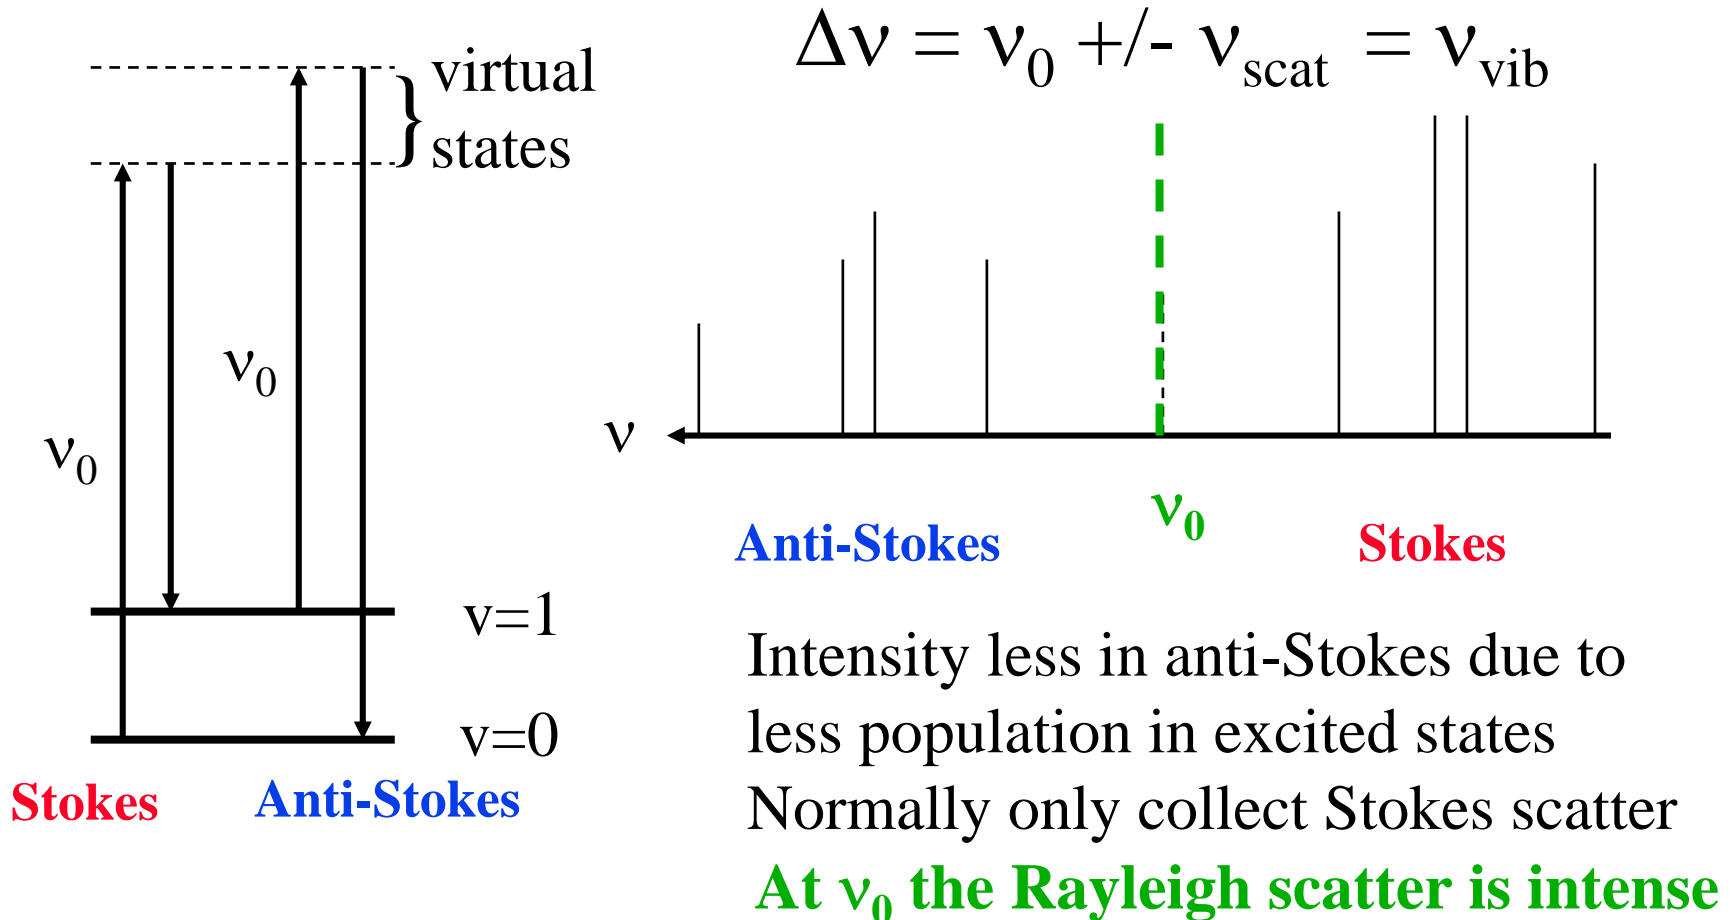 Δν = ν₀ +/- ν_scat = ν_vib
virtual
states
ν₀
ν₀
v=1
v=0
Stokes
Anti-Stokes
ν
ν₀
Anti-Stokes
Stokes
Intensity less in anti-Stokes due to
less population in excited states
Normally only collect Stokes scatter
At ν₀ the Rayleigh scatter is intense